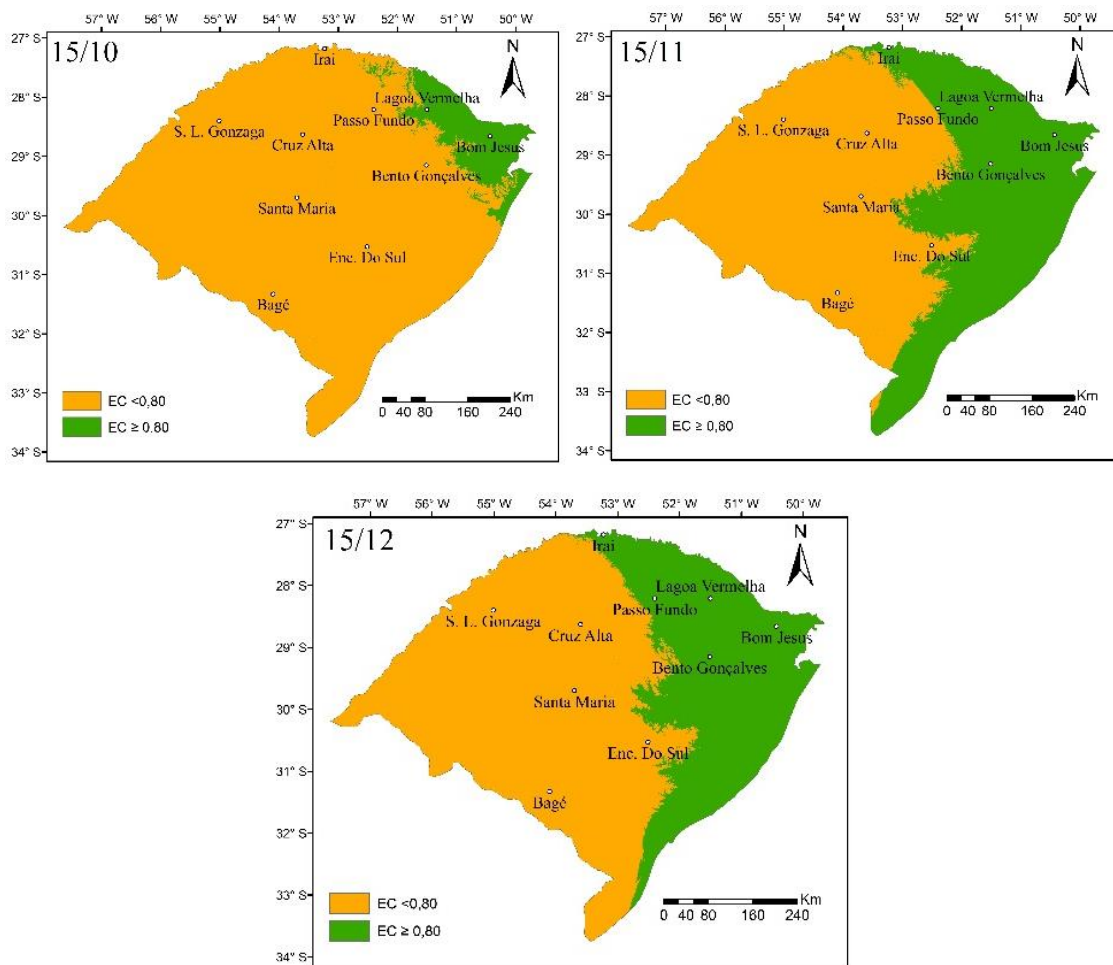 57° W 56° W 55° W 54° W 53° W 52° W 51° W 50° W
27° S
28° S
29° S
30° S
31° S
32° S
33° S
34° S
15/10
N
Irai
Lagoa Vermelha
Passo Fundo
S. L. Gonzaga
Cruz Alta
Bom Jesus
Bento Gonçalves
Santa Maria
Enc. Do Sul
Bagé
EC <0,80
EC ≥ 0.80
Km
0 20 40 80 160 240
57° W 56° W 55° W 54° W 53° W 52° W 51° W 50° W
27° S
28° S
29° S
30° S
31° S
32° S
33° S
34° S
15/11
N
Irai
Lagoa Vermelha
Passo Fundo
S. L. Gonzaga
Cruz Alta
Bom Jesus
Bento Gonçalves
Santa Maria
Enc. Do Sul
Bagé
EC <0,80
EC ≥ 0,80
Km
0 20 40 80 160 240
57° W 56° W 55° W 54° W 53° W 52° W 51° W 50° W
27° S
28° S
29° S
30° S
31° S
32° S
33° S
34° S
15/12
N
Irai
Lagoa Vermelha
Passo Fundo
S. L. Gonzaga
Cruz Alta
Bom Jesus
Bento Gonçalves
Santa Maria
Enc. Do Sul
Bagé
EC <0,80
EC ≥ 0,80
Km
0 20 40 80 160 240